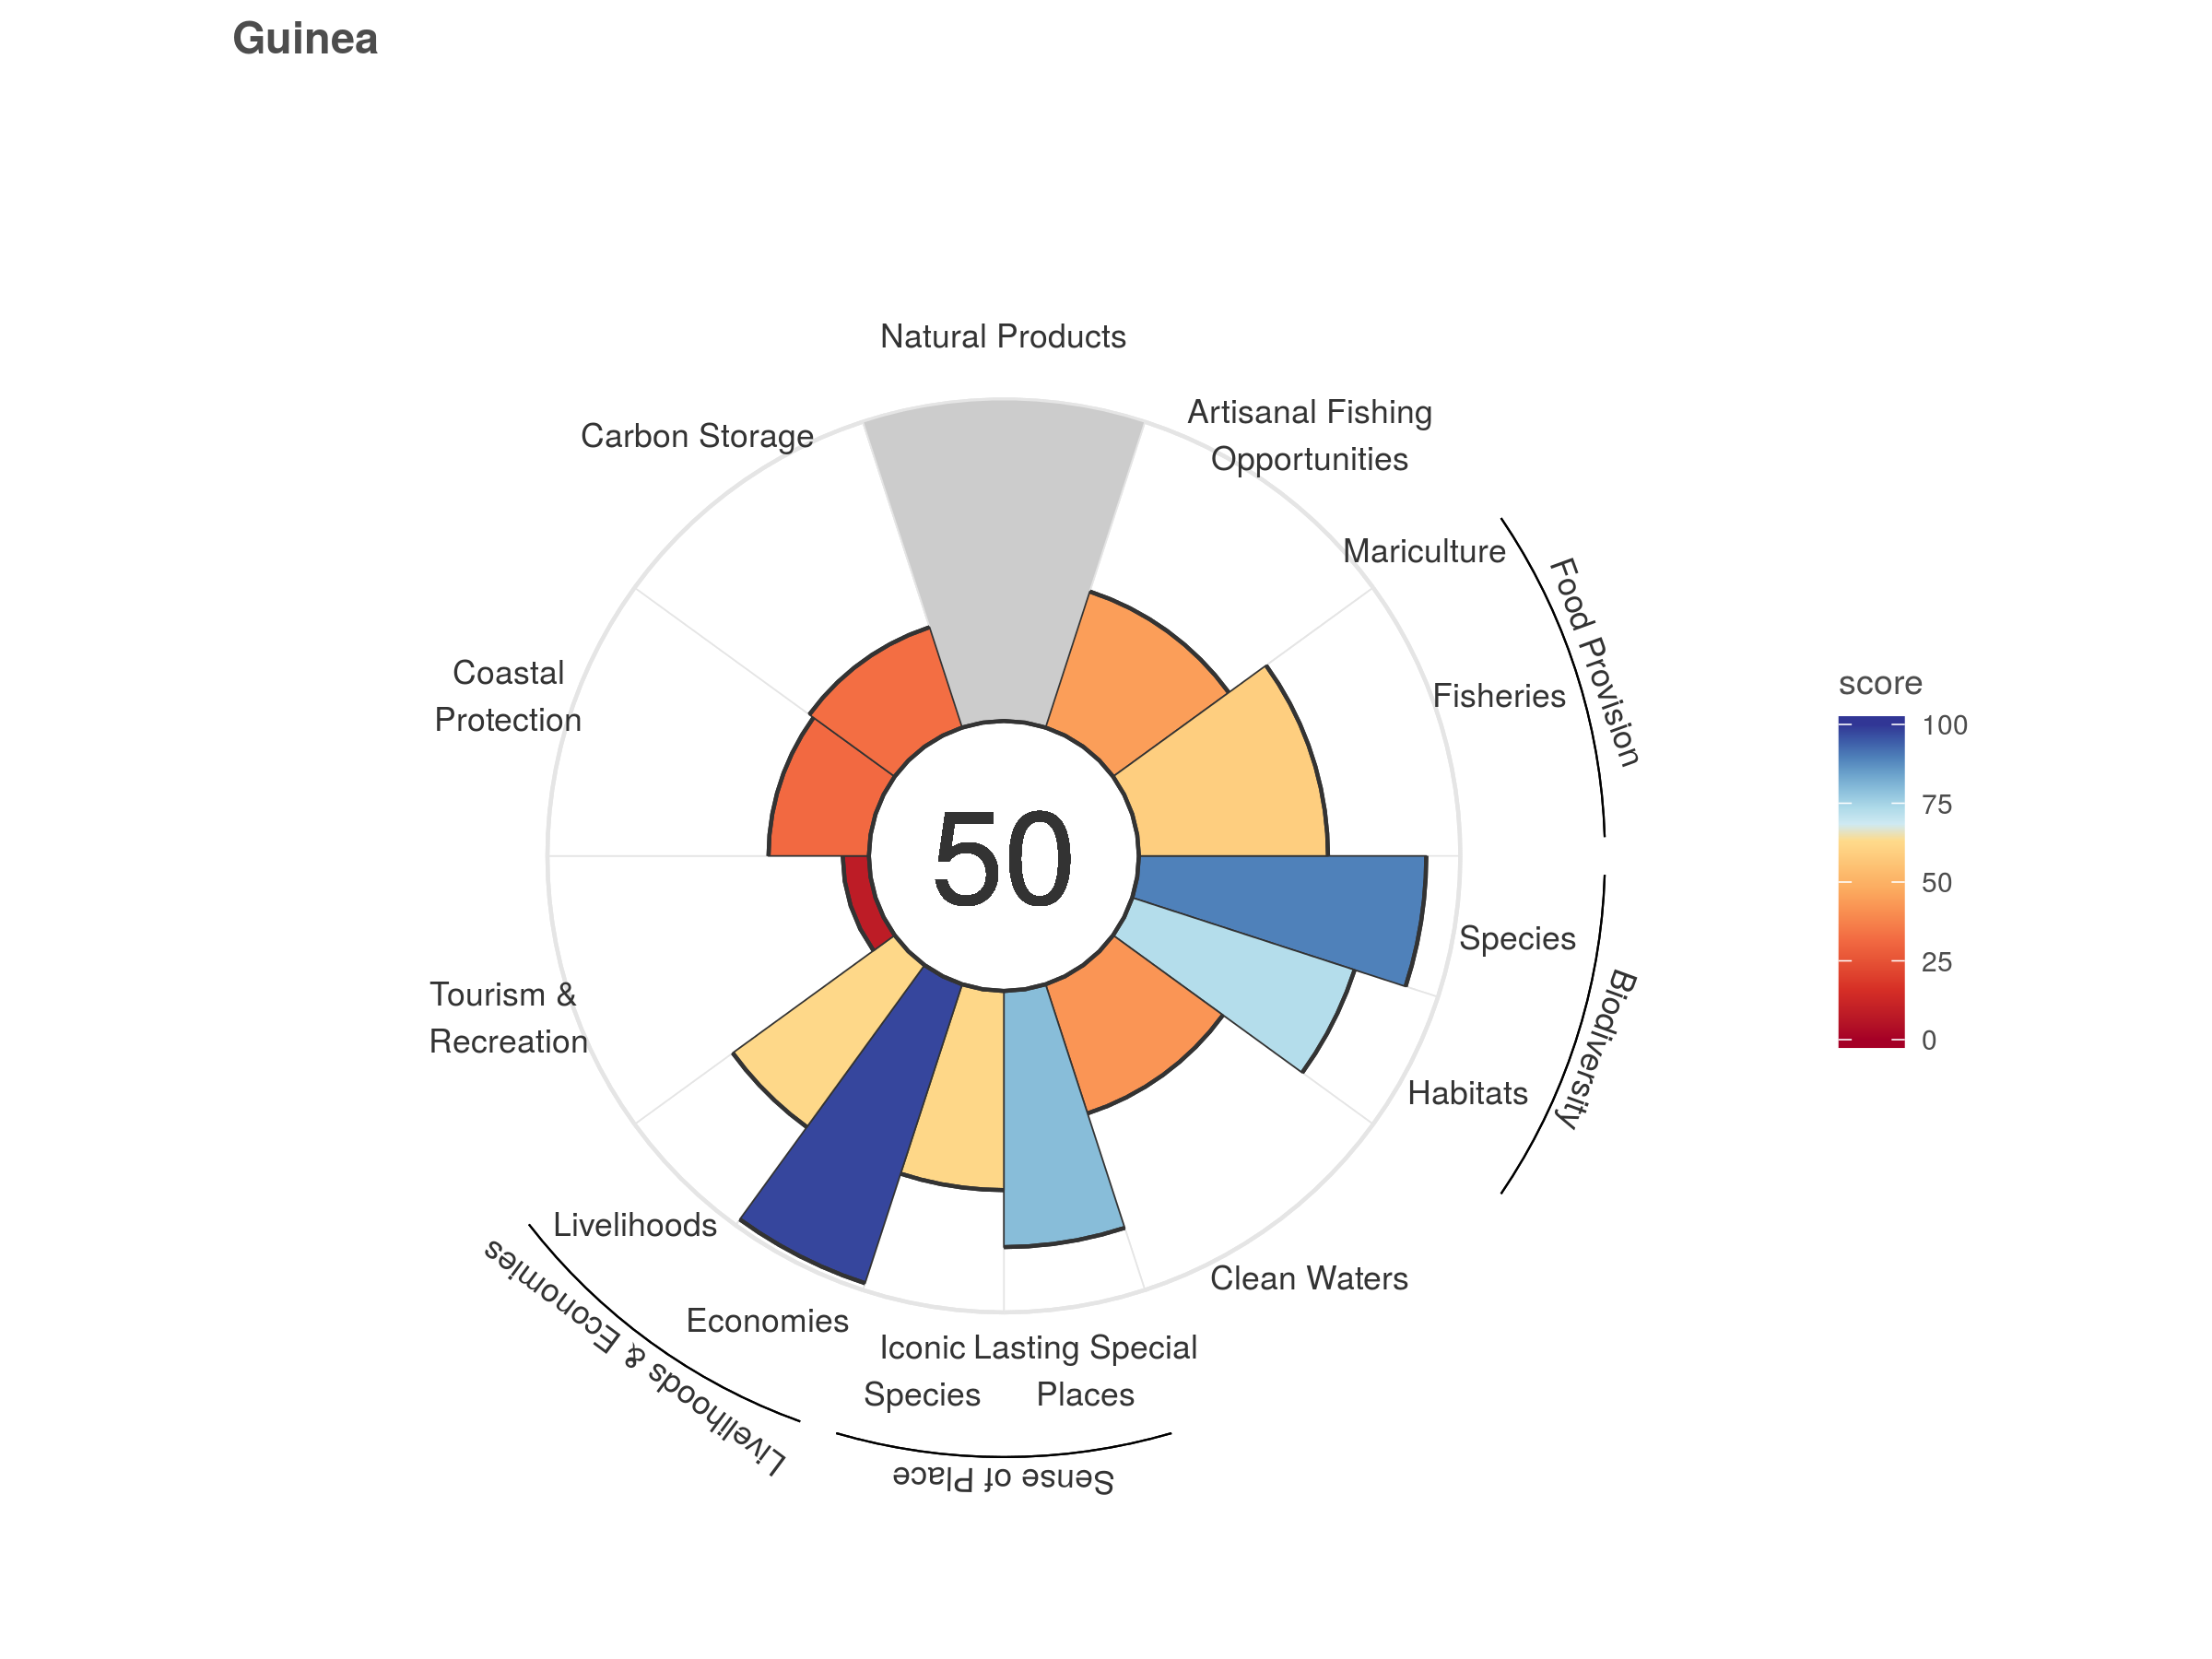 Guinea
Natural Products
Artisanal Fishing
Opportunities
Carbon Storage
Mariculture
Food Provision
Fisheries
Coastal
Protection
score
100
75
50
25
0
50
Species
Biodiversity
Tourism &
Recreation
Habitats
Livelihoods
Clean Waters
Economies
Livelihoods & Economies
Iconic
Species
Lasting Special
Places
Sense of Place